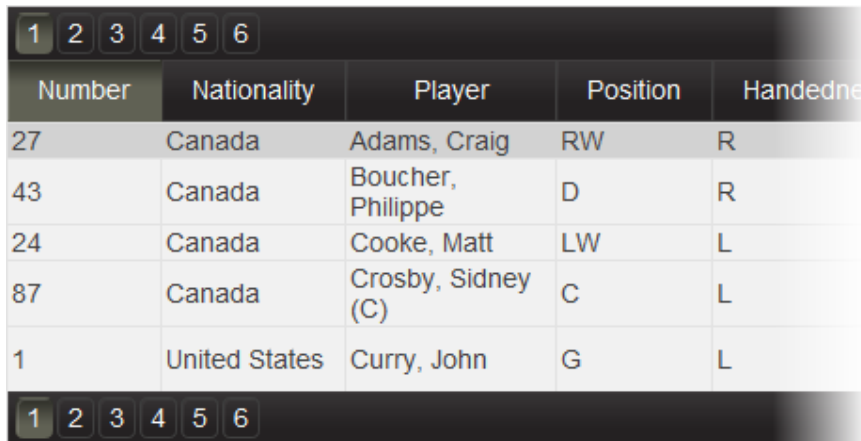 1 2 3 4 5 6
Number Nationality Player Position Handedne
27 Canada Adams, Craig RW R
43 Canada Boucher, Philippe D R
24 Canada Cooke, Matt LW L
87 Canada Crosby, Sidney (C) C L
1 United States Curry, John G L
1 2 3 4 5 6